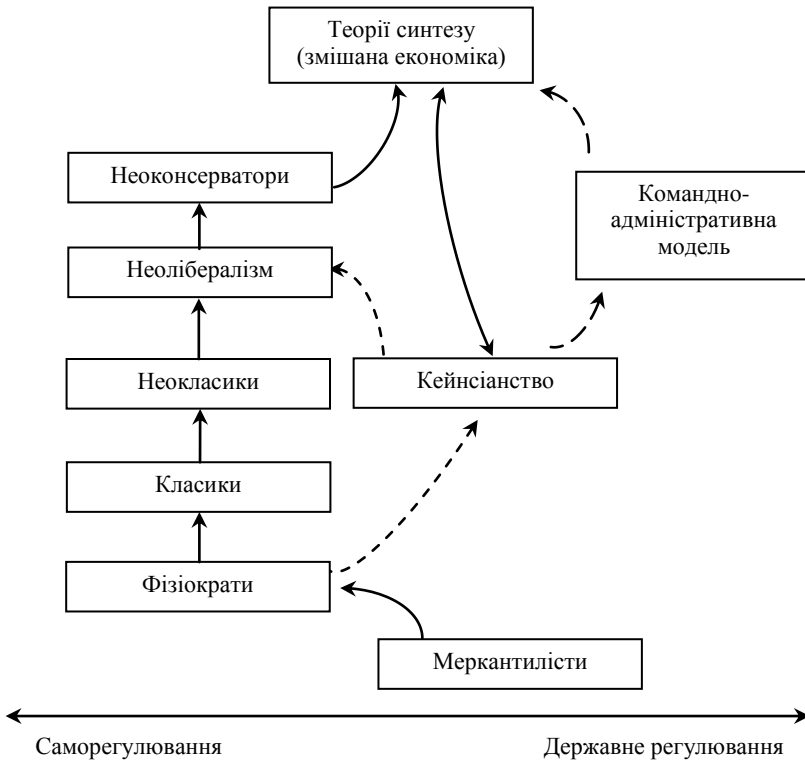 Теорії синтезу
(змішана економіка)
Неоконсерватори
Командно-
адміністративна
модель
Неолібералізм
Неокласики
Кейнсіанство
Класики
Фізіократи
Меркантилісти
Саморегулювання
Державне регулювання